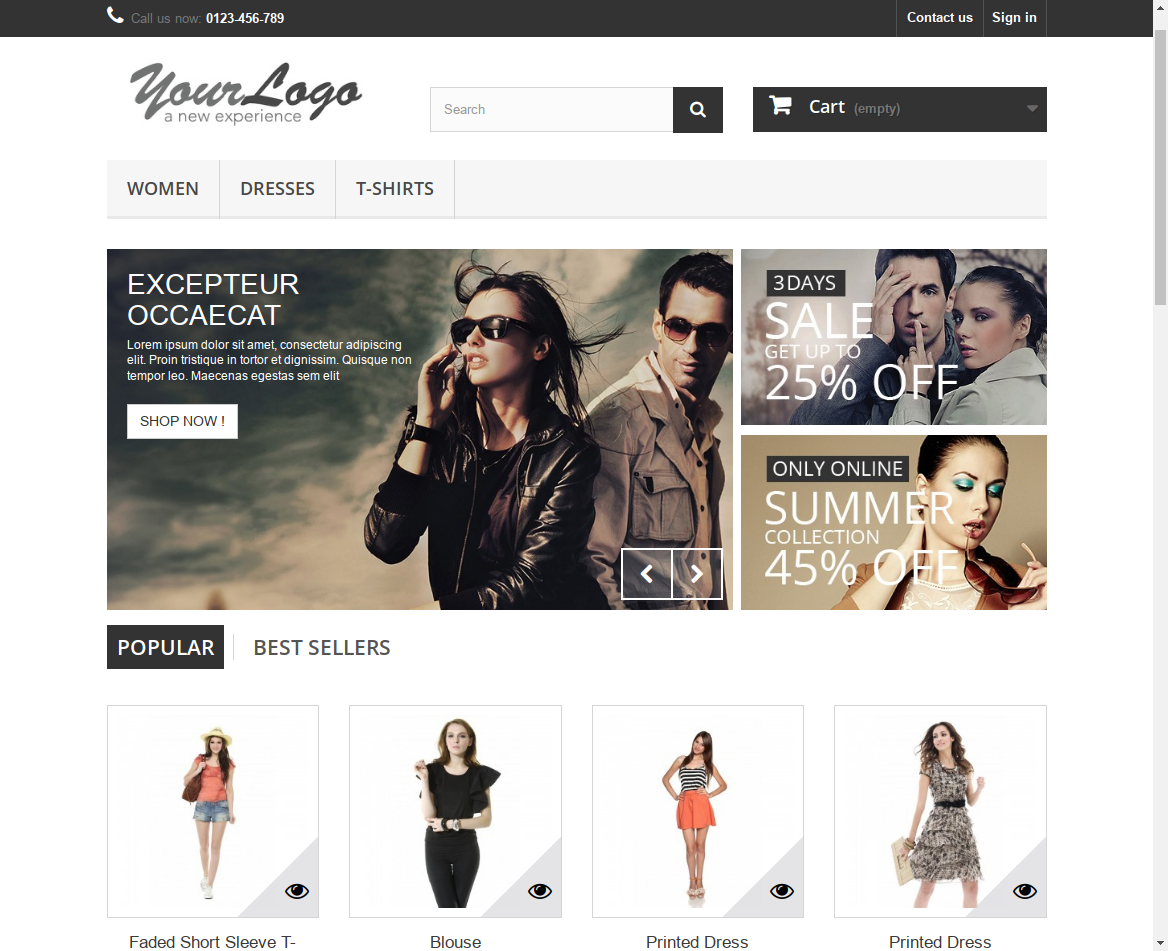 Call us now: 0123-456-789
Contact us
Sign in
YourLogo
a new experience
Search
Cart (empty)
WOMEN
DRESSES
T-SHIRTS
EXCEPTEUR
OCCAECAT
Lorem ipsum dolor sit amet, consectetur adipiscing
elit. Proin tristique in tortor et dignissim. Quisque non
tempor leo. Maecenas egestas sem elit
SHOP NOW !
3DAYS
SALE
GET UP TO
25% OFF
ONLY ONLINE
SUMMER
COLLECTION
45% OFF
POPULAR
BEST SELLERS
Faded Short Sleeve T-
Blouse
Printed Dress
Printed Dress